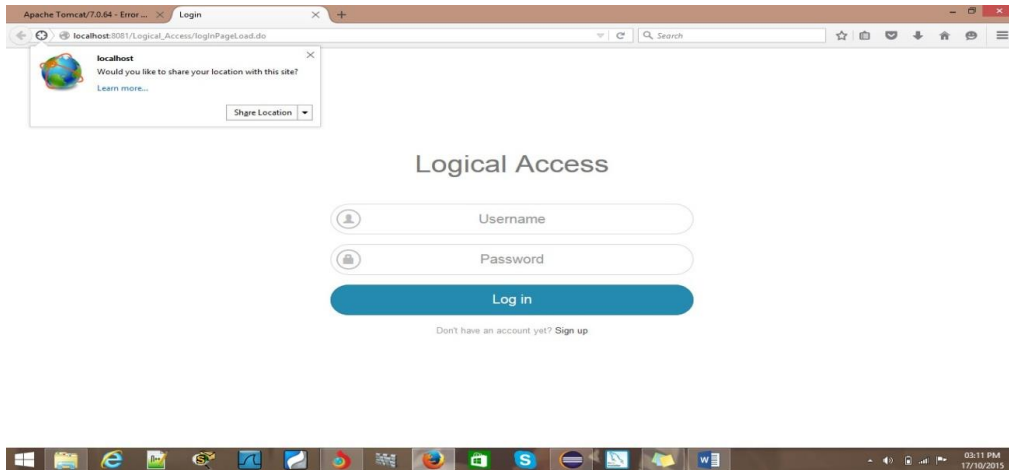 Apache Tomcat/7.0.64 - Error ...
Login
localhost:8081/Logical_Access/logInPageLoad.do
Search
localhost
Would you like to share your location with this site?
Learn more...
Share Location
Logical Access
Username
Password
Log in
Don't have an account yet? Sign up
03:11 PM
17/10/2015